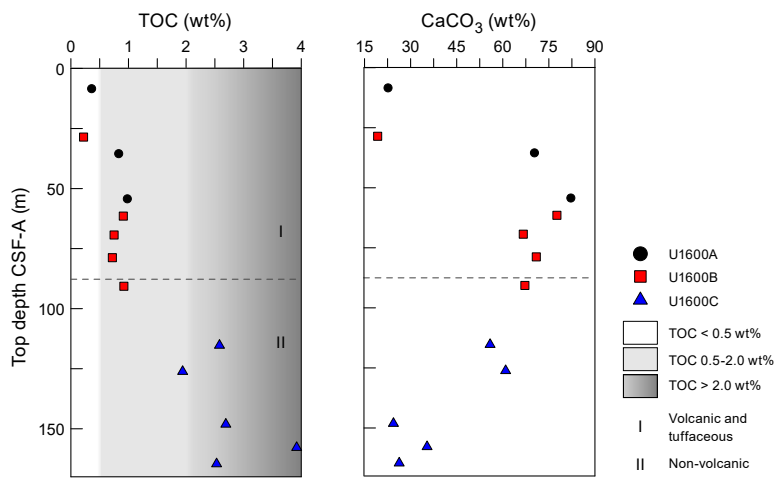 TOC (wt%)
0 1 2 3 4
CaCO3 (wt%)
15 30 45 60 75 90
Top depth CSF-A (m)
0
50
100
150
I
II
U1600A
U1600B
U1600C
TOC < 0.5 wt%
TOC 0.5-2.0 wt%
TOC > 2.0 wt%
I Volcanic and
tuffaceous
II Non-volcanic